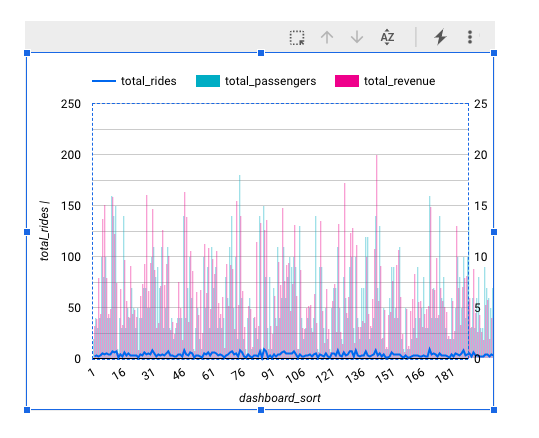 AZ
total_rides total_passengers total_revenue
250 25
200 20
150 15
100 10
50 5
0 0
total_rides |
1 16 31 46 61 76 91 106 121 136 151 166 181
dashboard_sort